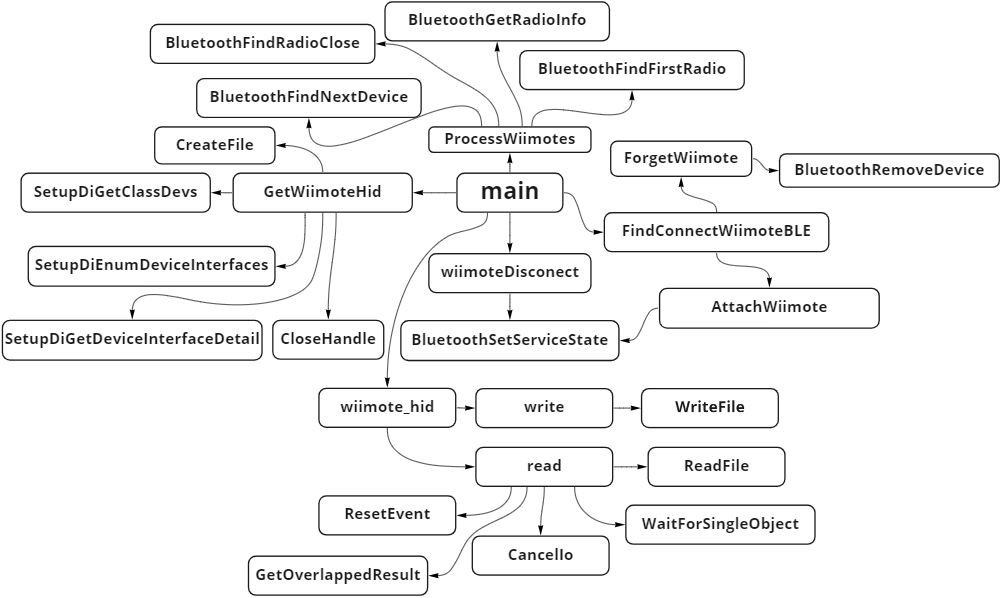 BluetoothGetRadioInfo
BluetoothFindRadioClose
BluetoothFindFirstRadio
BluetoothFindNextDevice
ProcessWiimotes
CreateFile
ForgetWiimote
BluetoothRemoveDevice
SetupDiGetClassDevs
GetWiimoteHid
main
FindConnectWiimoteBLE
SetupDiEnumDeviceInterfaces
wiimoteDisconect
AttachWiimote
SetupDiGetDeviceInterfaceDetail
CloseHandle
BluetoothSetServiceState
wiimote_hid
write
WriteFile
read
ReadFile
ResetEvent
WaitForSingleObject
CancelIo
GetOverlappedResult